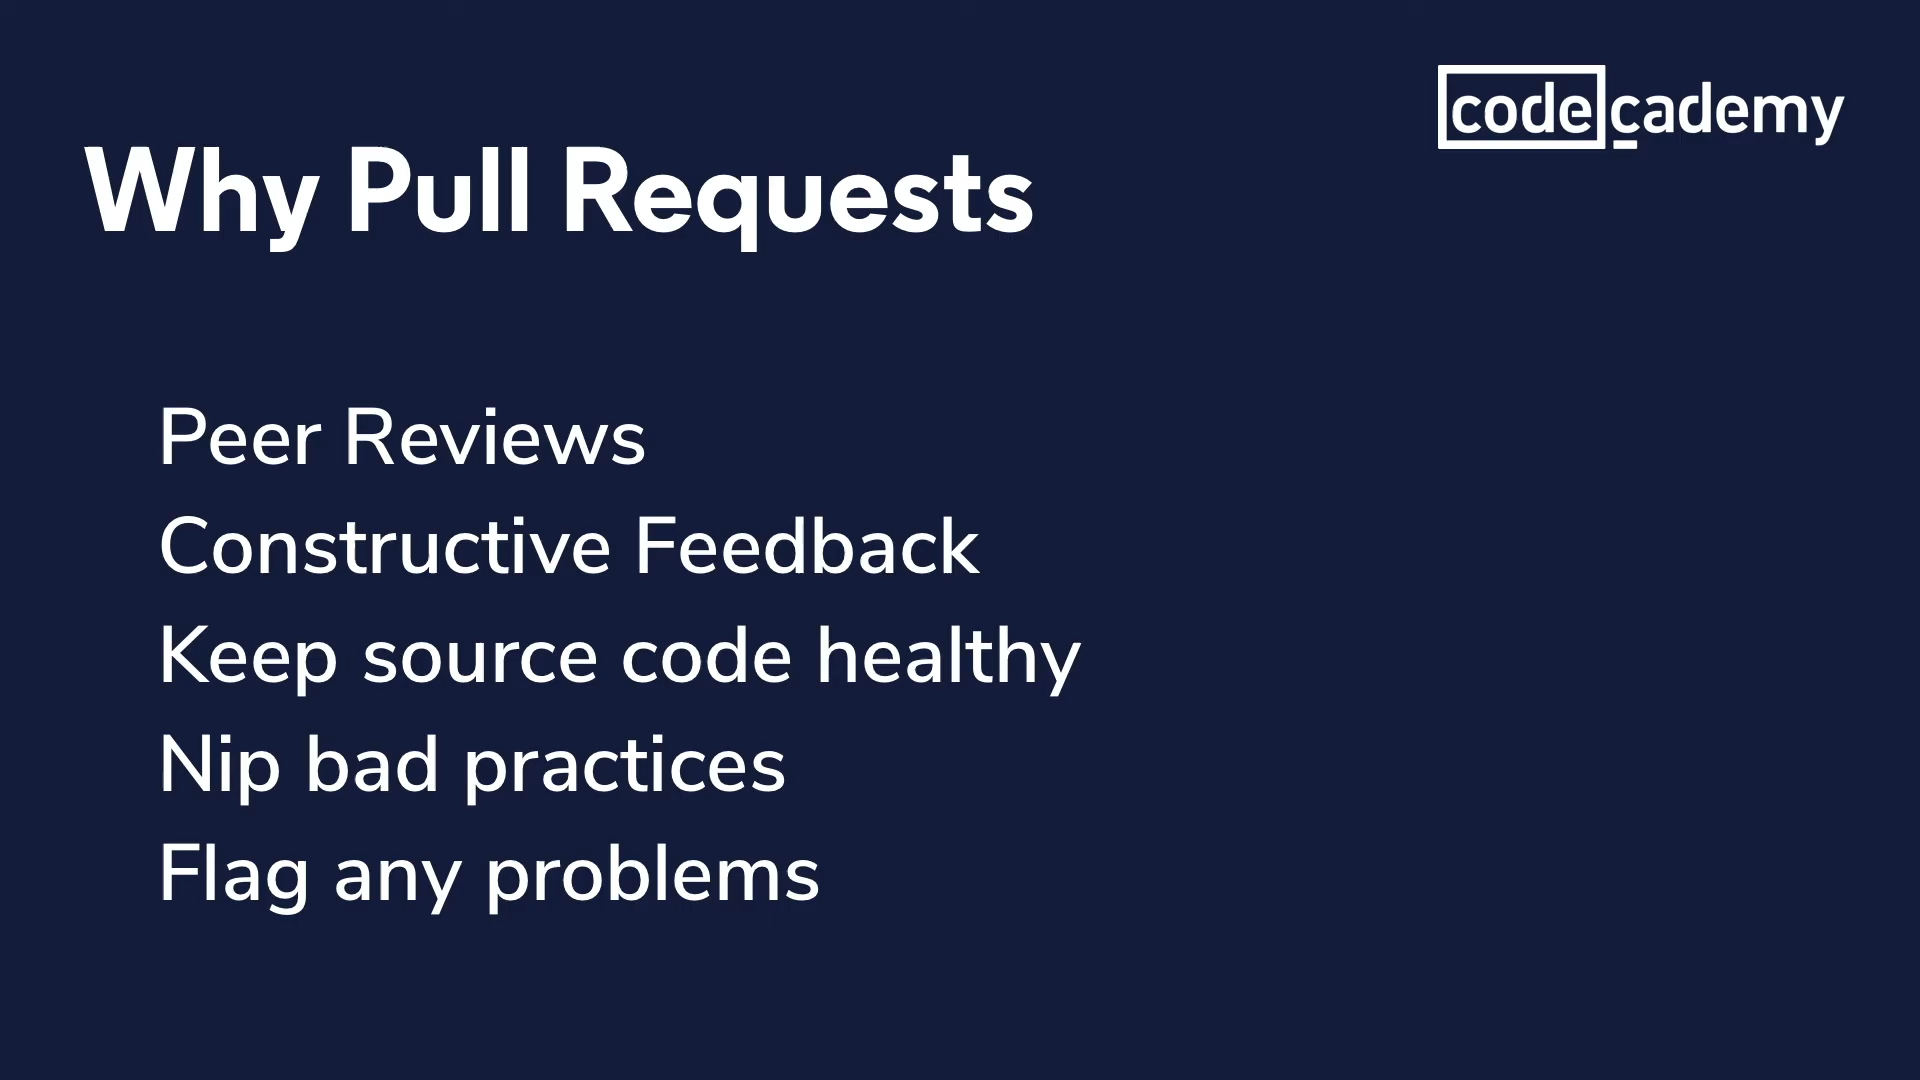 codecademy
Why Pull Requests
Peer Reviews
Constructive Feedback
Keep source code healthy
Nip bad practices
Flag any problems